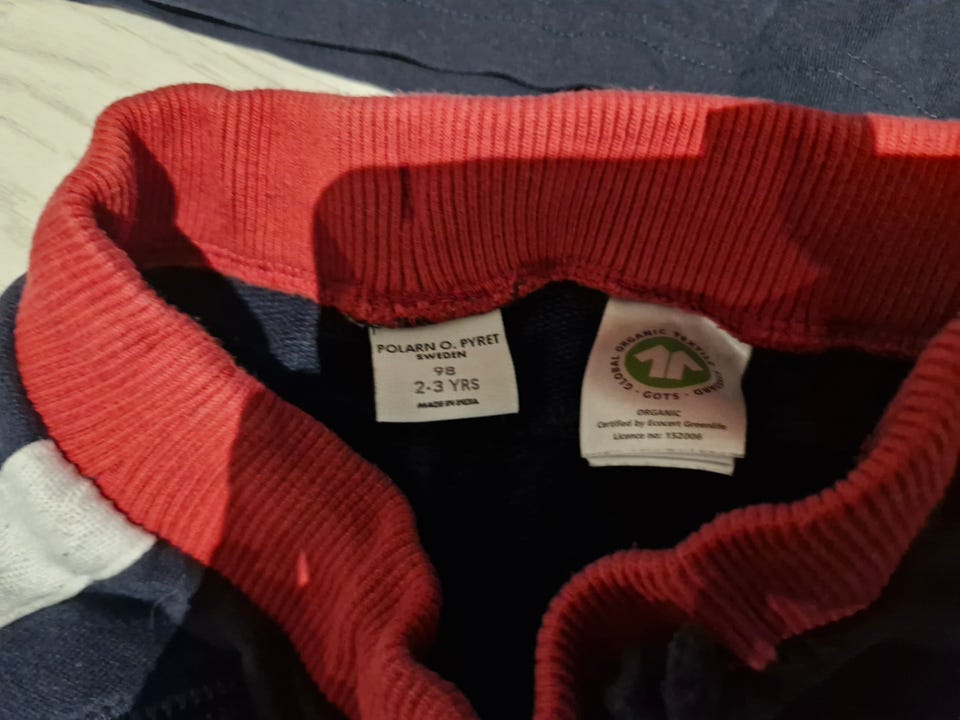 POLARN O. PYRET
SWEDEN
98
2-3 YRS
MADE IN INDIA
GLOBAL ORGANIC TEXTILE STANDARD
· GOTS ·
ORGANIC
Certified by Ecocert Greenlife
Licence no: 152006